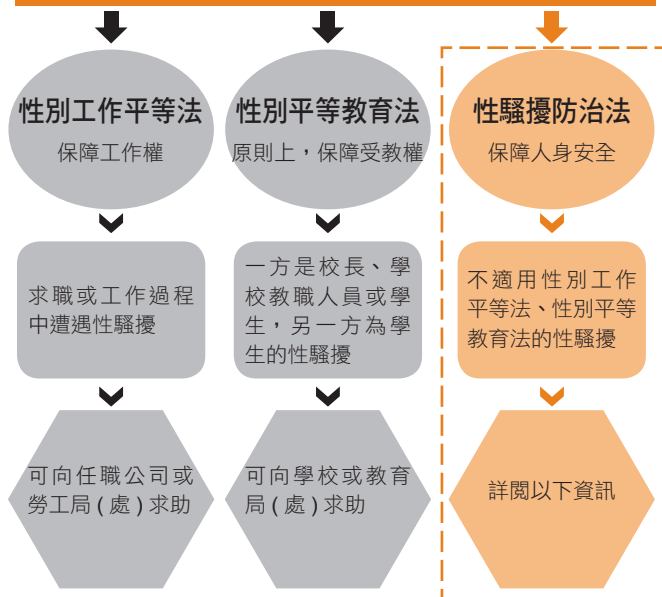 性別工作平等法
保障工作權
求職或工作過程
中遭遇性騷擾
可向任職公司或
勞工局(處)求助
性別平等教育法
原則上，保障受教權
一方是校長、學
校教職人員或學
生，另一方為學
生的性騷擾
可向學校或教育
局(處)求助
性騷擾防治法
保障人身安全
不適用性別工作
平等法、性別平等
教育法的性騷擾
詳閱以下資訊